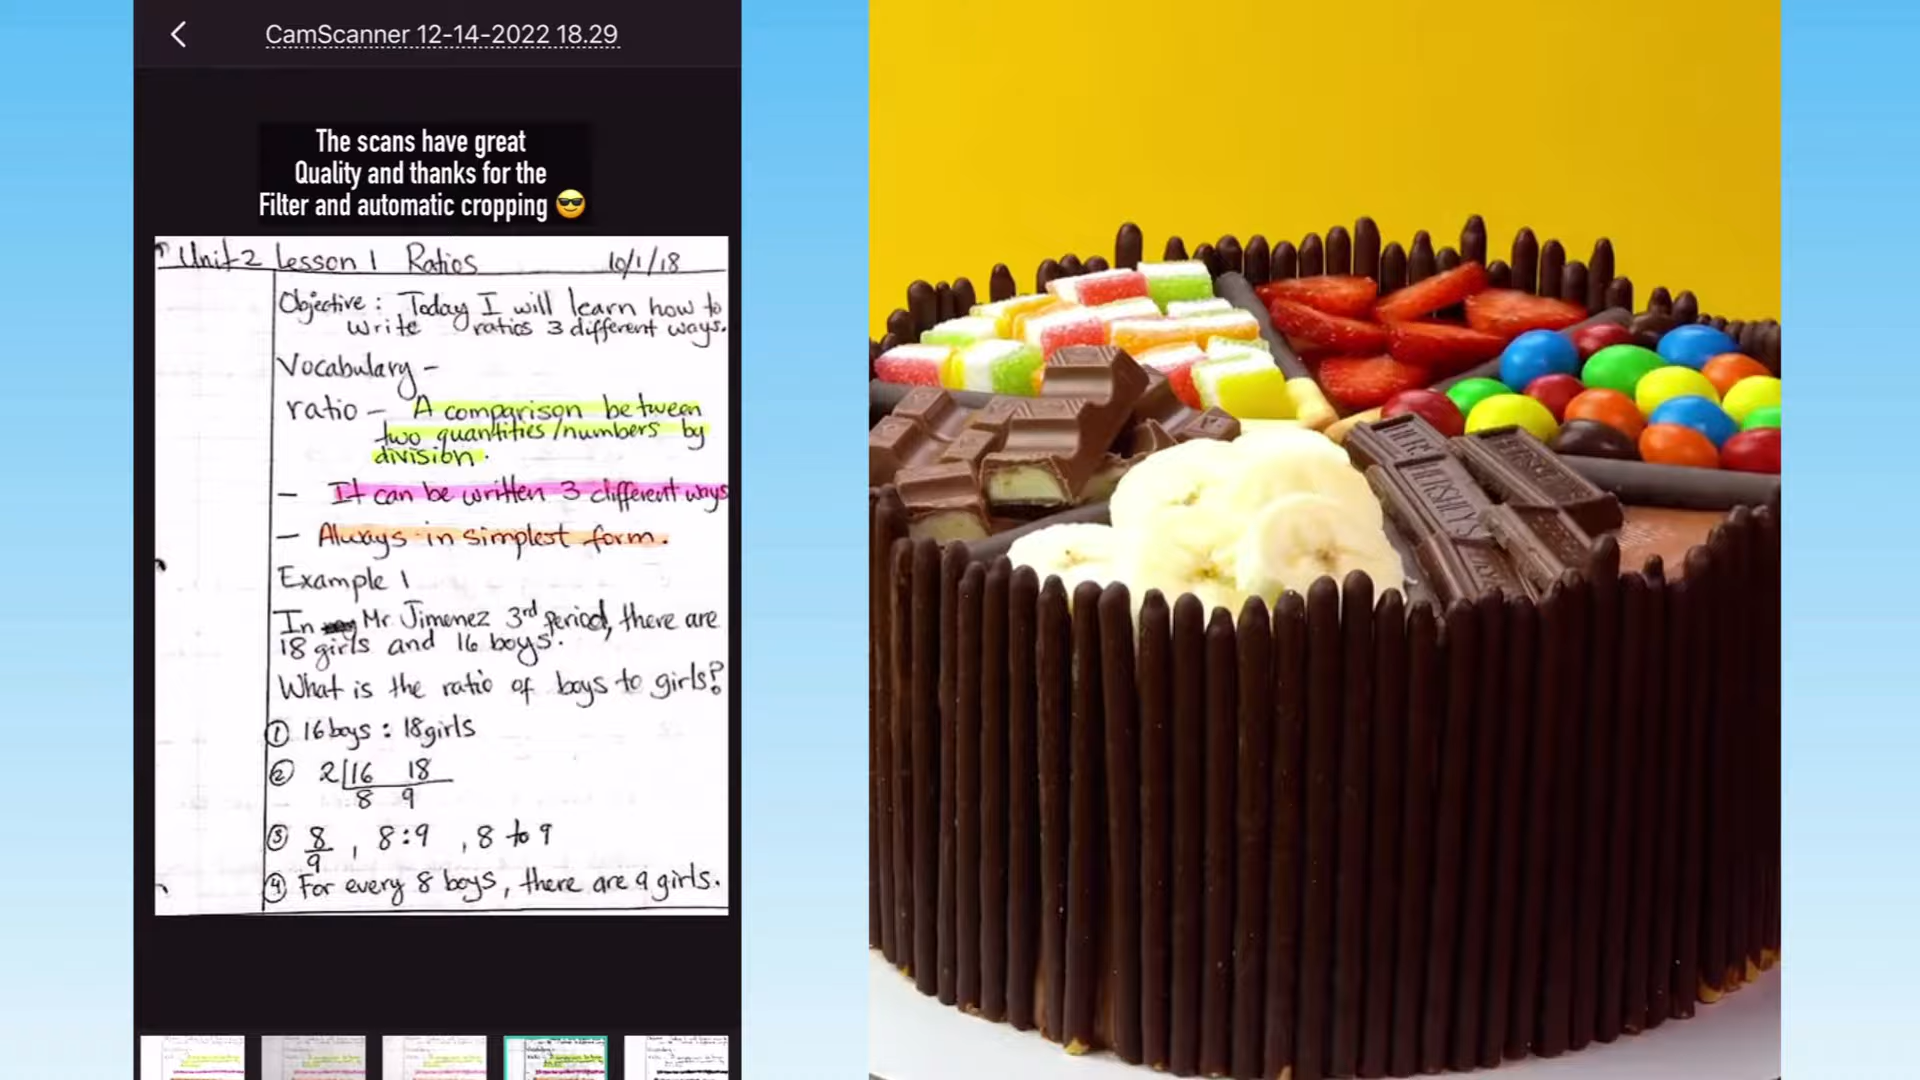 CamScanner 12-14-2022 18.29
The scans have great
Quality and thanks for the
Filter and automatic cropping 😎
Unit 2 Lesson 1 Ratios 10/1/18
Objective : Today I will learn how to
write ratios 3 different ways.
Vocabulary -
ratio - A comparison between
two quantities/numbers by
division.
- It can be written 3 different ways
- Always in simplest form.
Example 1
In Mr Jimenez 3rd period, there are
18 girls and 16 boys.
What is the ratio of boys to girls?
① 16 boys : 18 girls
② 2 16 18
8 9
③ 8/9 , 8:9 , 8 to 9
④ For every 8 boys, there are 9 girls.
HERSHEY'S